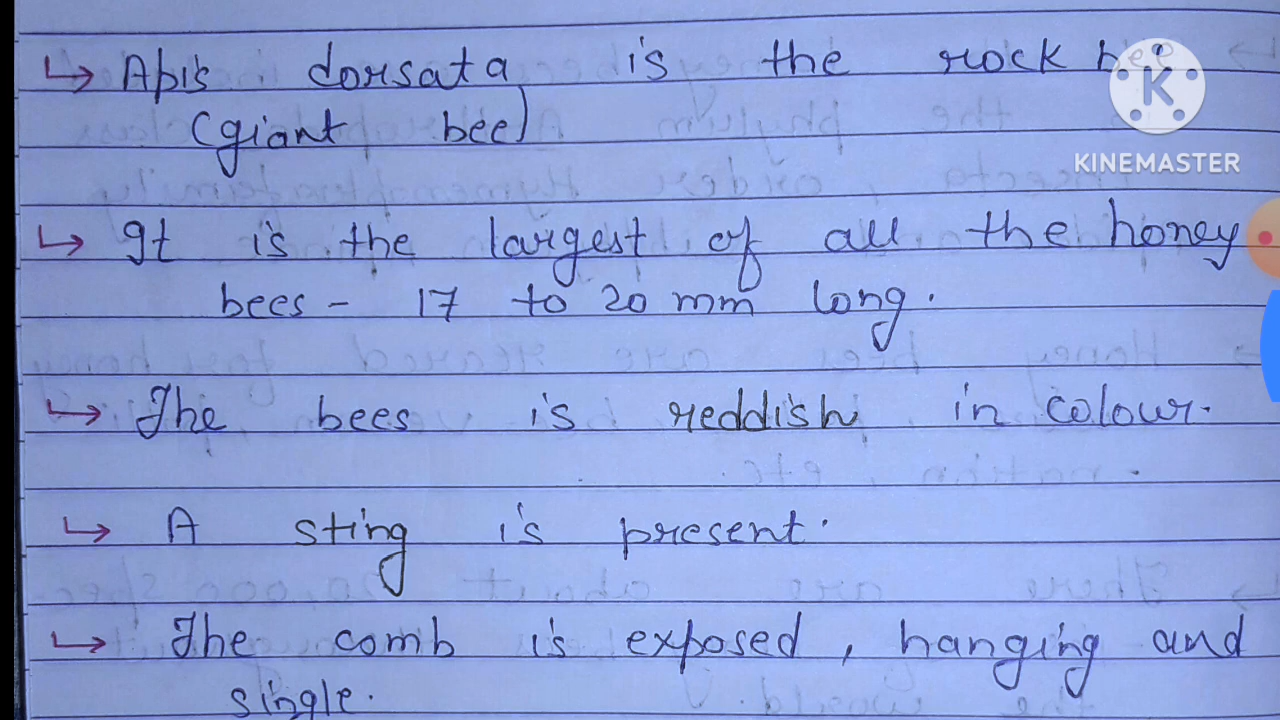 ↳ Apis dorsata is the rock bee
(giant bee)
↳ It is the largest of all the honey
bees - 17 to 20 mm long.
↳ The bees is reddish in colour.
↳ A sting is present.
↳ The comb is exposed, hanging and
single.
K
KINEMASTER